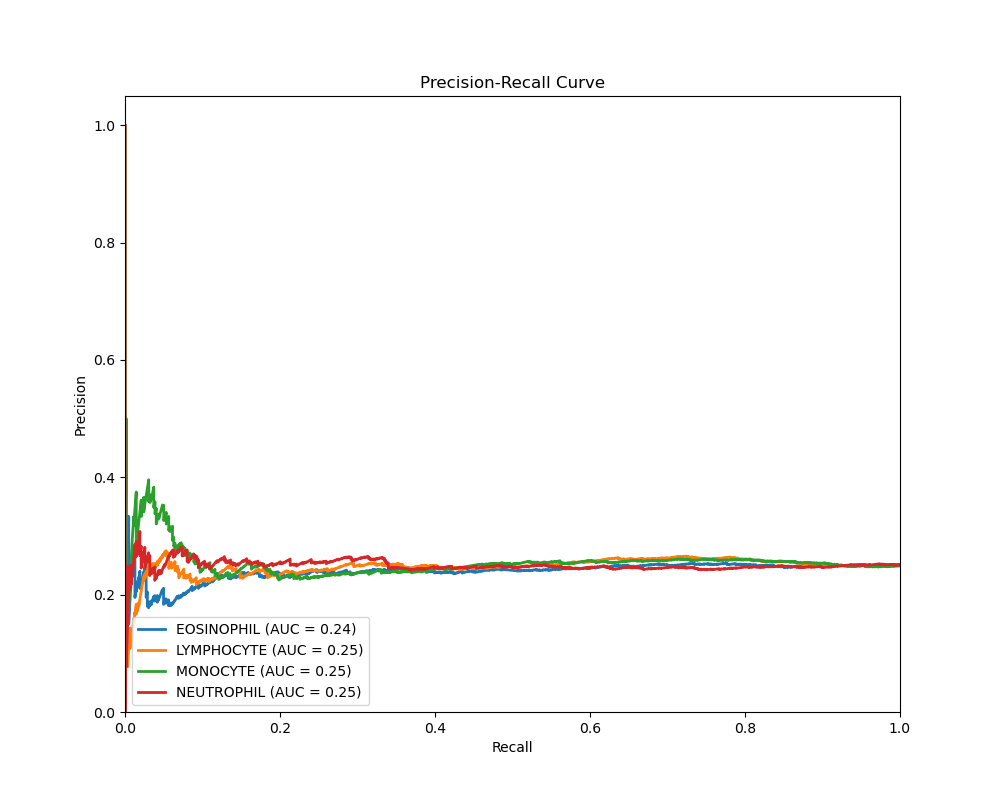 Precision-Recall Curve
1.0
0.8
0.6
0.4
0.2
0.0
Precision
EOSINOPHIL (AUC = 0.24)
LYMPHOCYTE (AUC = 0.25)
MONOCYTE (AUC = 0.25)
NEUTROPHIL (AUC = 0.25)
0.0 0.2 0.4 0.6 0.8 1.0
Recall